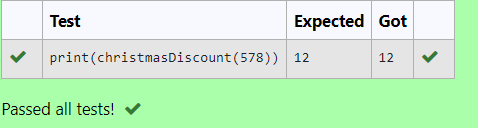 Test Expected Got
print(christmasDiscount(578)) 12 12
Passed all tests!